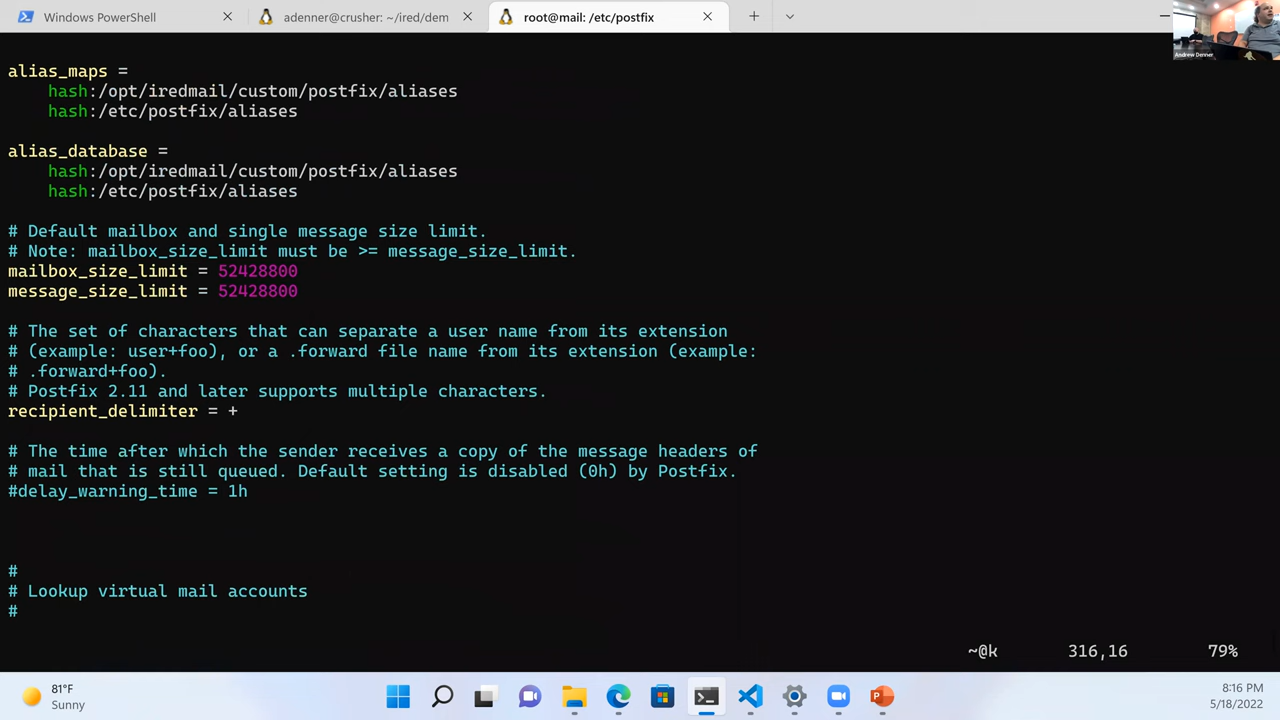 Windows PowerShell
adenner@crusher: ~/ired/dem
root@mail: /etc/postfix
Andrew Denner
alias_maps =
hash:/opt/iredmail/custom/postfix/aliases
hash:/etc/postfix/aliases
alias_database =
hash:/opt/iredmail/custom/postfix/aliases
hash:/etc/postfix/aliases
# Default mailbox and single message size limit.
# Note: mailbox_size_limit must be >= message_size_limit.
mailbox_size_limit = 52428800
message_size_limit = 52428800
# The set of characters that can separate a user name from its extension
# (example: user+foo), or a .forward file name from its extension (example:
# .forward+foo).
# Postfix 2.11 and later supports multiple characters.
recipient_delimiter = +
# The time after which the sender receives a copy of the message headers of
# mail that is still queued. Default setting is disabled (0h) by Postfix.
#delay_warning_time = 1h
#
# Lookup virtual mail accounts
#
~@k 316,16 79%
81°F
Sunny
8:16 PM
5/18/2022